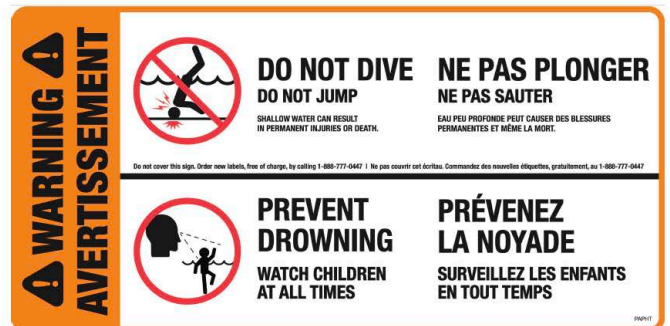 WARNING
AVERTISSEMENT
DO NOT DIVE
DO NOT JUMP
SHALLOW WATER CAN RESULT
IN PERMANENT INJURIES OR DEATH.
NE PAS PLONGER
NE PAS SAUTER
EAU PEU PROFONDE PEUT CAUSER DES BLESSURES
PERMANENTES ET MÊME LA MORT.
Do not cover this sign. Order new labels, free of charge, by calling 1-888-777-0447 | Ne pas couvrir cet écritau. Commandez des nouvelles étiquettes, gratuitement, au 1-888-777-0447
PREVENT
DROWNING
WATCH CHILDREN
AT ALL TIMES
PRÉVENEZ
LA NOYADE
SURVEILLEZ LES ENFANTS
EN TOUT TEMPS
PAPHT